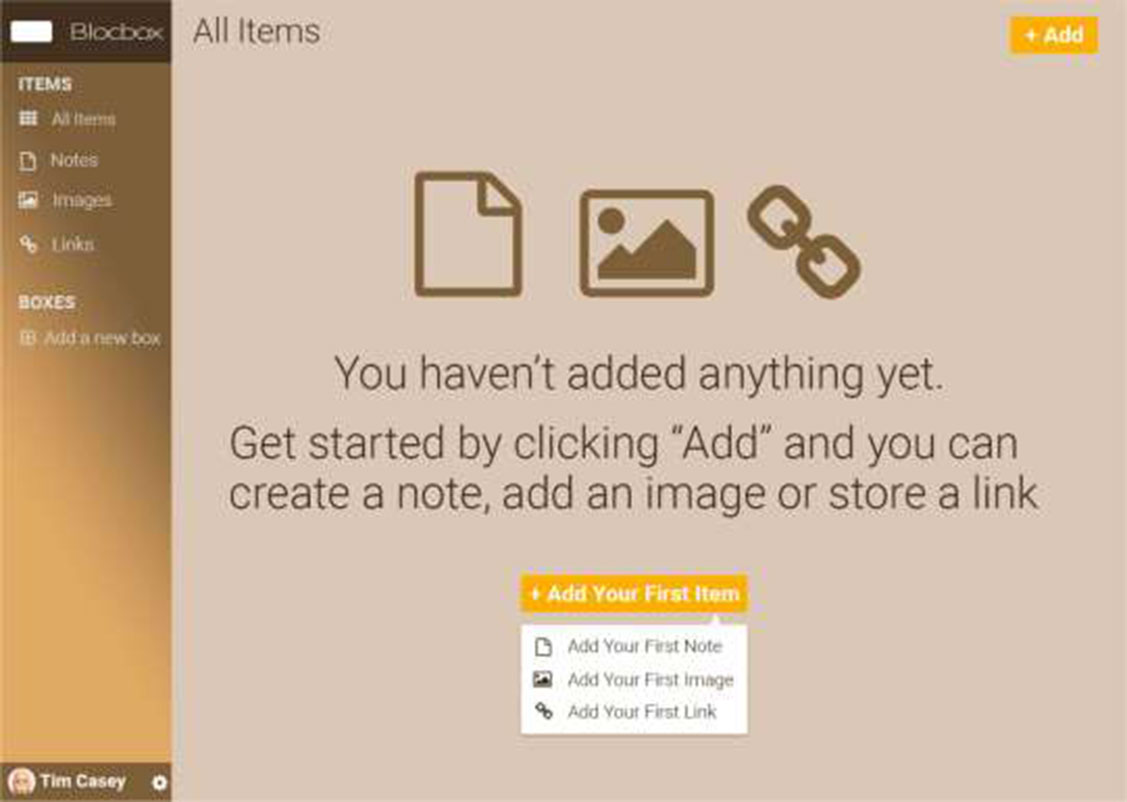 Blocbox
All Items
+ Add
ITEMS
All Items
Notes
Images
Links
BOXES
Add a new box
You haven’t added anything yet.
Get started by clicking “Add” and you can
create a note, add an image or store a link
+ Add Your First Item
Add Your First Note
Add Your First Image
Add Your First Link
Tim Casey